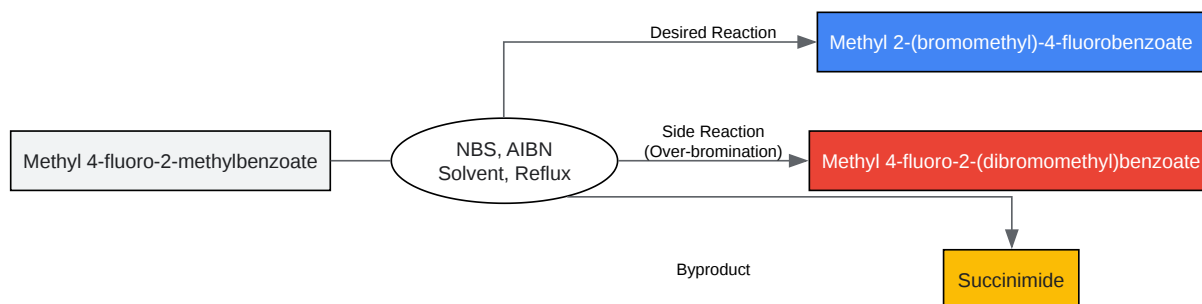 Desired Reaction
Methyl 2-(bromomethyl)-4-fluorobenzoate
Methyl 4-fluoro-2-methylbenzoate
NBS, AIBN
Solvent, Reflux
Side Reaction
(Over-bromination)
Methyl 4-fluoro-2-(dibromomethyl)benzoate
Byproduct
Succinimide